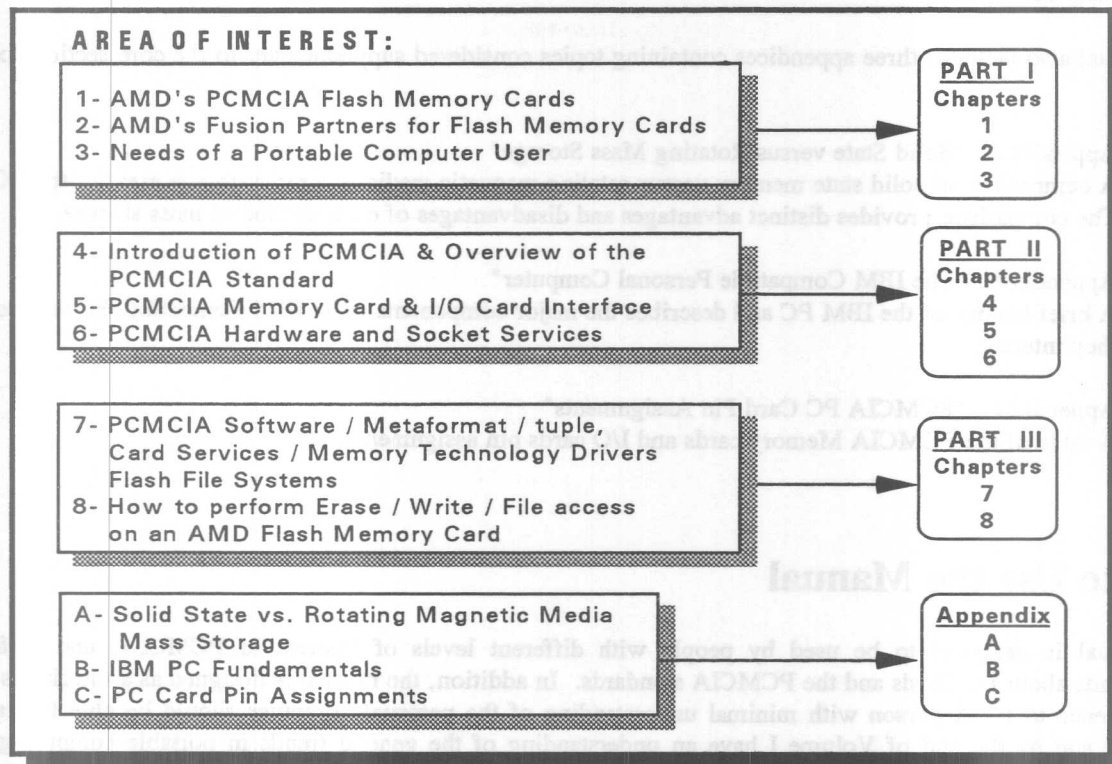 AREA OF INTEREST:
1- AMD's PCMCIA Flash Memory Cards
2- AMD's Fusion Partners for Flash Memory Cards
3- Needs of a Portable Computer User
PART I
Chapters
1
2
3
4- Introduction of PCMCIA & Overview of the
PCMCIA Standard
5- PCMCIA Memory Card & I/O Card Interface
6- PCMCIA Hardware and Socket Services
PART II
Chapters
4
5
6
7- PCMCIA Software / Metaformat / tuple,
Card Services / Memory Technology Drivers
Flash File Systems
8- How to perform Erase / Write / File access
on an AMD Flash Memory Card
PART III
Chapters
7
8
A- Solid State vs. Rotating Magnetic Media
Mass Storage
B- IBM PC Fundamentals
C- PC Card Pin Assignments
Appendix
A
B
C